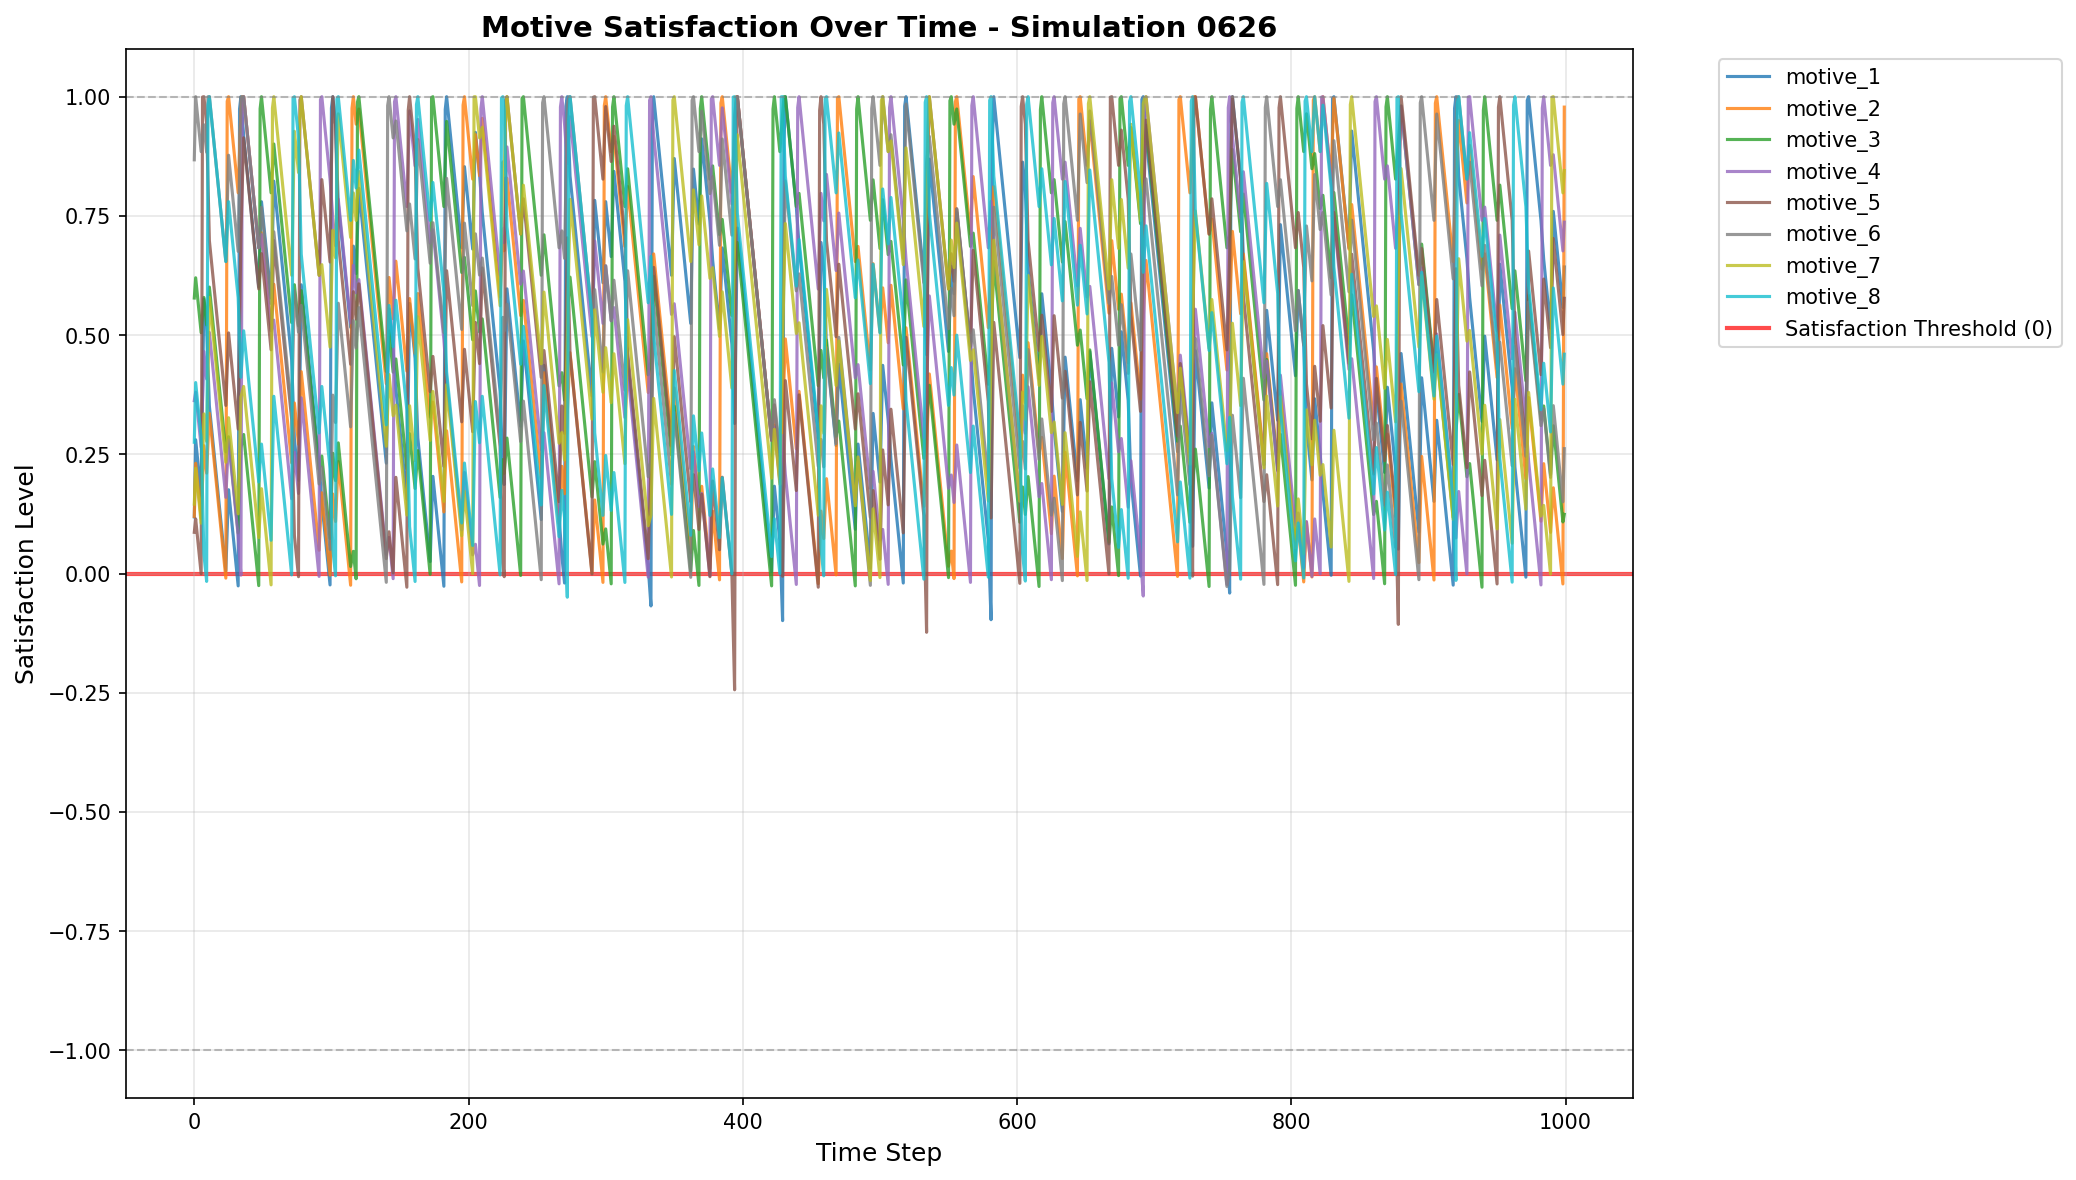 Motive Satisfaction Over Time - Simulation 0626
1.00
0.75
0.50
0.25
0.00
−0.25
−0.50
−0.75
−1.00
Satisfaction Level
0
200
400
600
800
1000
Time Step
motive_1
motive_2
motive_3
motive_4
motive_5
motive_6
motive_7
motive_8
Satisfaction Threshold (0)